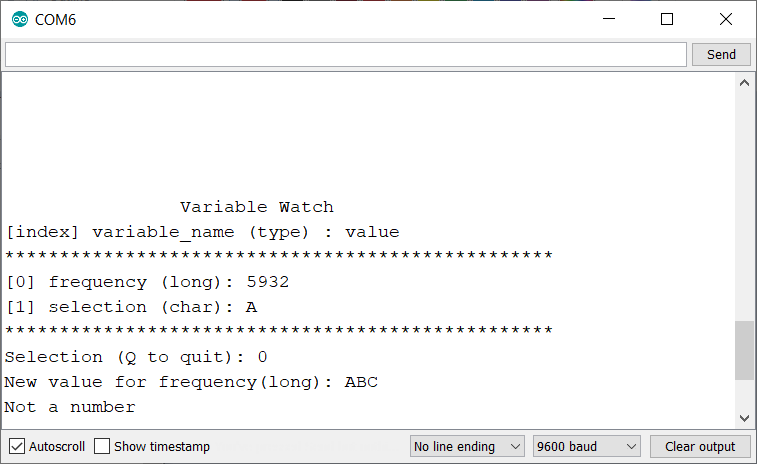 COM6
Send
Variable Watch
[index] variable_name (type) : value
**************************************************
[0] frequency (long): 5932
[1] selection (char): A
**************************************************
Selection (Q to quit): 0
New value for frequency(long): ABC
Not a number
Autoscroll Show timestamp No line ending 9600 baud Clear output